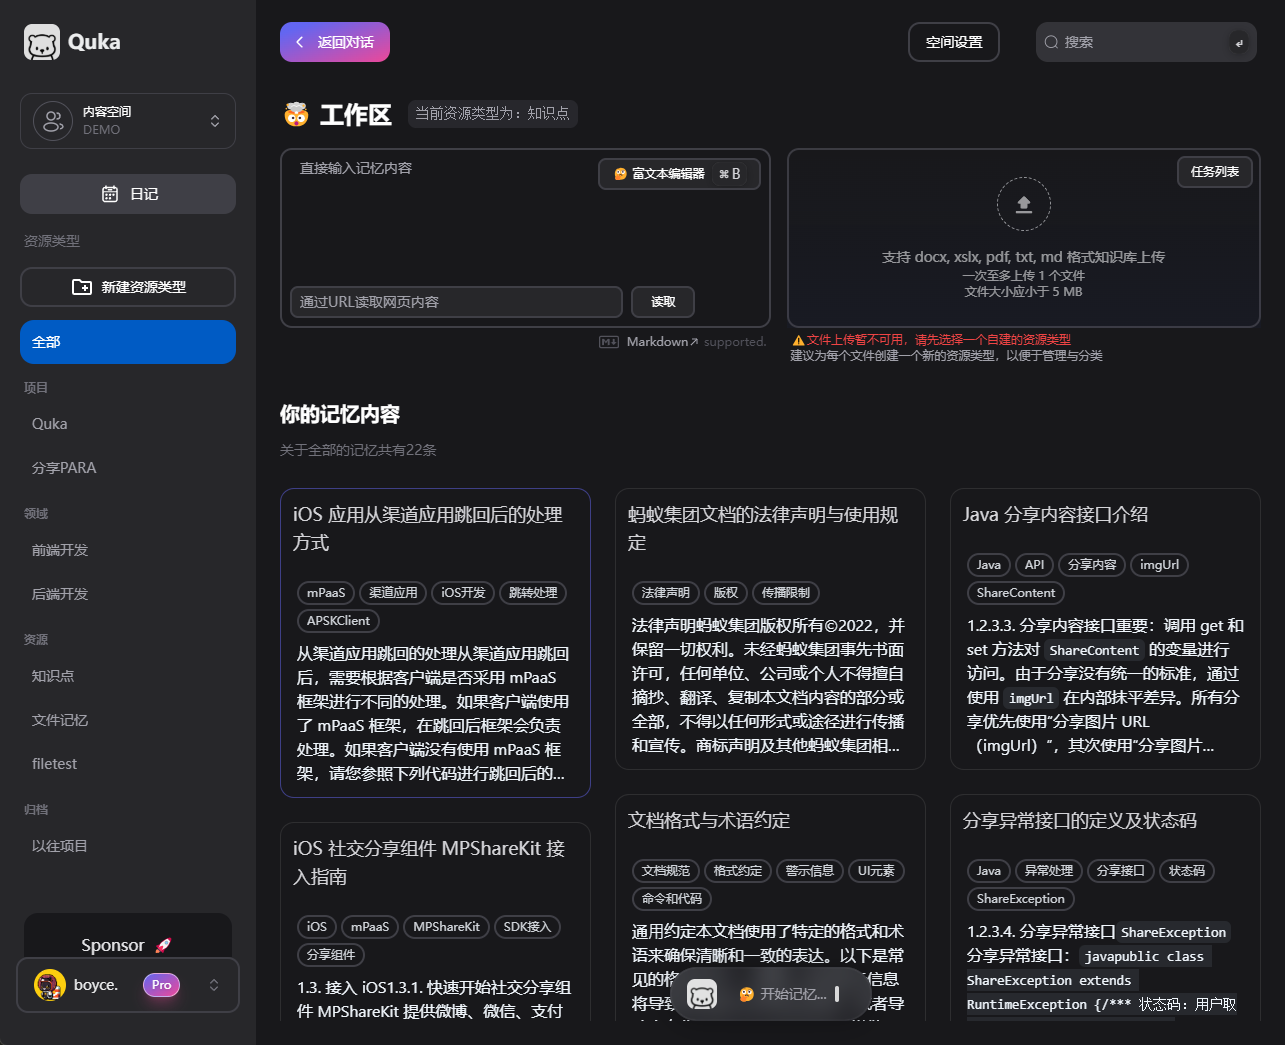 Quka
内容空间
DEMO
日记
资源类型
新建资源类型
全部
项目
Quka
分享PARA
领域
前端开发
后端开发
资源
知识点
文件记忆
filetest
归档
以往项目
Sponsor 🚀
boyce.
Pro
返回对话
空间设置
搜索
🤯 工作区
当前资源类型为：知识点
直接输入记忆内容
富文本编辑器 ⌘ B
通过URL读取网页内容
读取
Markdown↗ supported.
任务列表
支持 docx, xslx, pdf, txt, md 格式知识库上传
一次至多上传 1 个文件
文件大小应小于 5 MB
⚠️文件上传暂不可用，请先选择一个自建的资源类型
建议为每个文件创建一个新的资源类型，以便于管理与分类
你的记忆内容
关于全部的记忆共有22条
iOS 应用从渠道应用跳回后的处理
方式
mPaaS 渠道应用 iOS开发 跳转处理
APSKClient
从渠道应用跳回的处理从渠道应用跳回
后，需要根据客户端是否采用 mPaaS
框架进行不同的处理。如果客户端使用
了 mPaaS 框架，在跳回后框架会负责
处理。如果客户端没有使用 mPaaS 框
架，请您参照下列代码进行跳回后的...
iOS 社交分享组件 MPShareKit 接
入指南
iOS mPaaS MPShareKit SDK接入
分享组件
1.3. 接入 iOS1.3.1. 快速开始社交分享组
件 MPShareKit 提供微博、微信、支付
蚂蚁集团文档的法律声明与使用规
定
法律声明 版权 传播限制
法律声明蚂蚁集团版权所有©2022，并
保留一切权利。未经蚂蚁集团事先书面
许可，任何单位、公司或个人不得擅自
摘抄、翻译、复制本文档内容的部分或
全部，不得以任何形式或途径进行传播
和宣传。商标声明及其他蚂蚁集团相...
文档格式与术语约定
文档规范 格式约定 警示信息 UI元素
命令和代码
通用约定本文档使用了特定的格式和术
语来确保清晰和一致的表达。以下是常
见的格
信息
将导致
者导
Java 分享内容接口介绍
Java API 分享内容 imgUrl
ShareContent
1.2.3.3. 分享内容接口重要：调用 get 和
set 方法对 ShareContent 的变量进行
访问。由于分享没有统一的标准，通过
使用 imgUrl 在内部抹平差异。所有分
享优先使用“分享图片 URL
（imgUrl）”，其次使用“分享图片...
分享异常接口的定义及状态码
Java 异常处理 分享接口 状态码
ShareException
1.2.3.4. 分享异常接口 ShareException
分享异常接口： javapublic class
ShareException extends
RuntimeException {/*** 状态码：用户取
开始记忆...